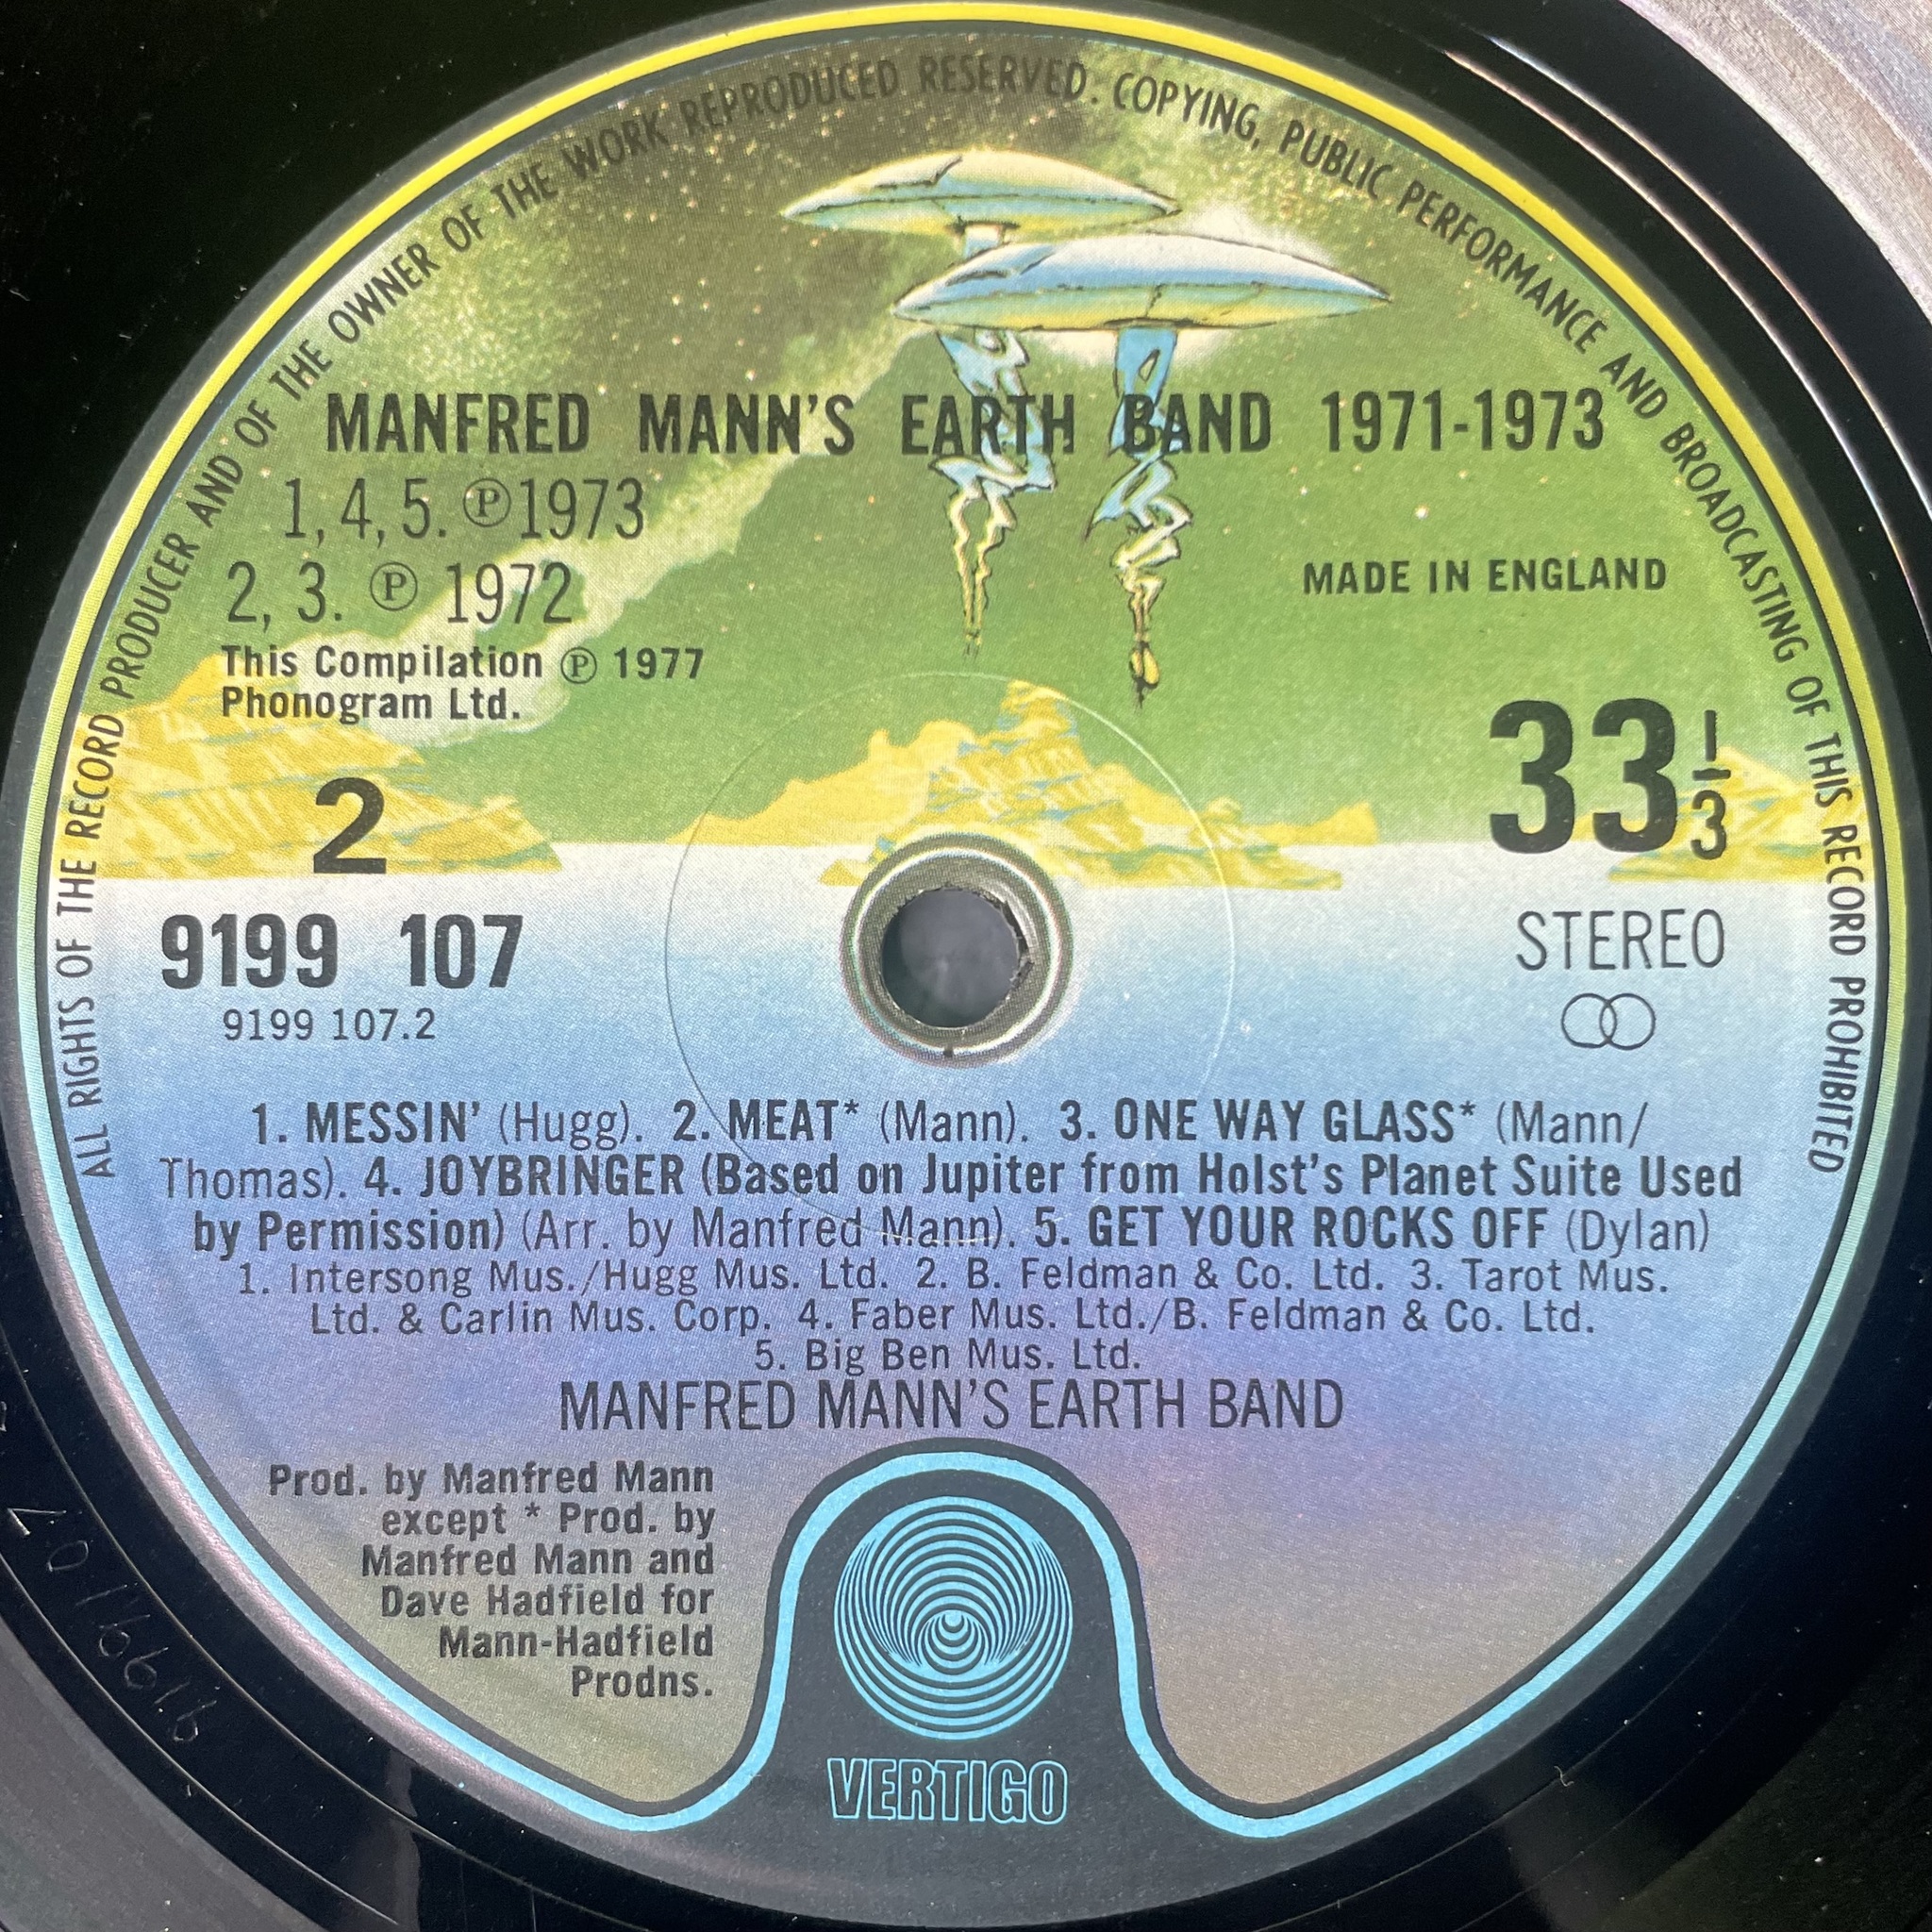 ALL RIGHTS OF THE RECORD PRODUCER AND OF THE OWNER OF THE WORK REPRODUCED RESERVED. COPYING, PUBLIC PERFORMANCE AND BROADCASTING OF THIS RECORD PROHIBITED
MANFRED MANN'S EARTH BAND 1971-1973
1, 4, 5. ℗1973
2, 3. ℗ 1972
This Compilation ℗ 1977
Phonogram Ltd.
MADE IN ENGLAND
2
33 1/3
9199 107
9199 107.2
STEREO
1. MESSIN' (Hugg). 2. MEAT* (Mann). 3. ONE WAY GLASS* (Mann/
Thomas). 4. JOYBRINGER (Based on Jupiter from Holst's Planet Suite Used
by Permission) (Arr. by Manfred Mann). 5. GET YOUR ROCKS OFF (Dylan)
1. Intersong Mus./Hugg Mus. Ltd. 2. B. Feldman & Co. Ltd. 3. Tarot Mus.
Ltd. & Carlin Mus. Corp. 4. Faber Mus. Ltd./B. Feldman & Co. Ltd.
5. Big Ben Mus. Ltd.
MANFRED MANN'S EARTH BAND
Prod. by Manfred Mann
except * Prod. by
Manfred Mann and
Dave Hadfield for
Mann-Hadfield
Prodns.
VERTIGO